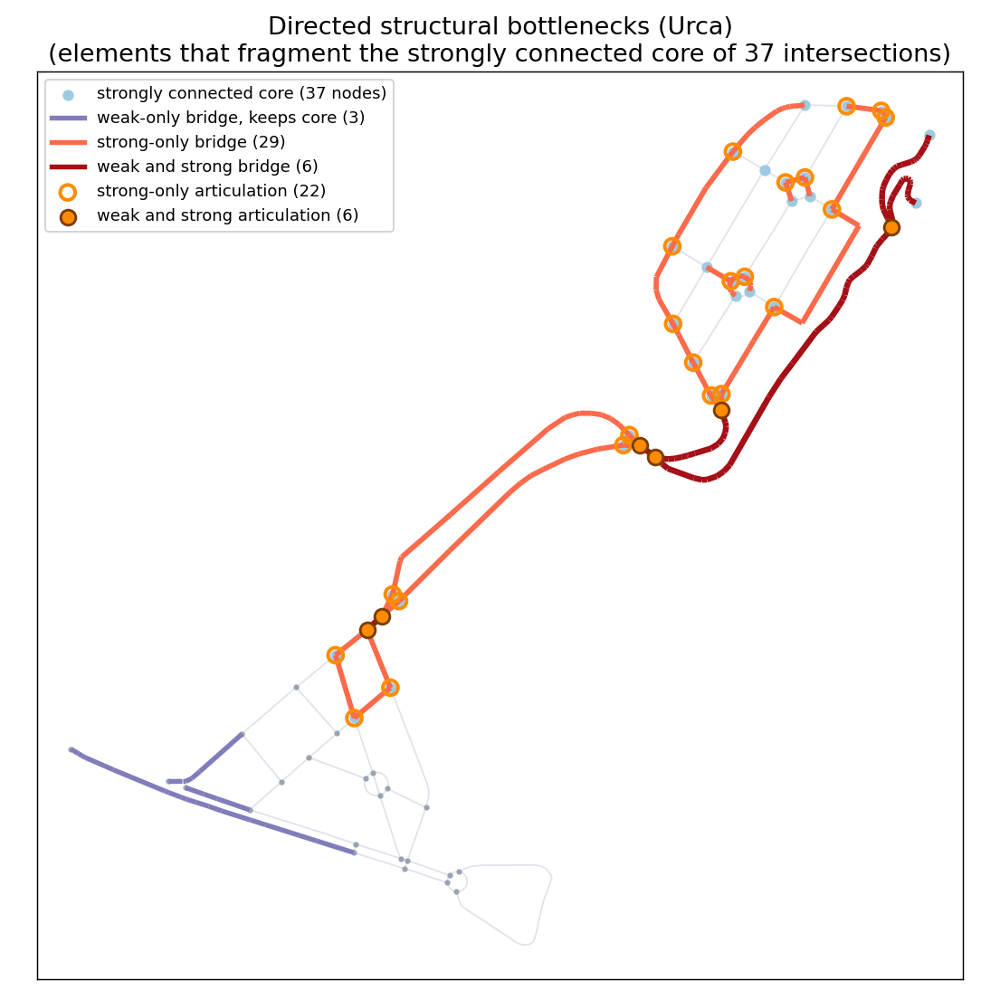 Directed structural bottlenecks (Urca)
(elements that fragment the strongly connected core of 37 intersections)
strongly connected core (37 nodes)
weak-only bridge, keeps core (3)
strong-only bridge (29)
weak and strong bridge (6)
strong-only articulation (22)
weak and strong articulation (6)